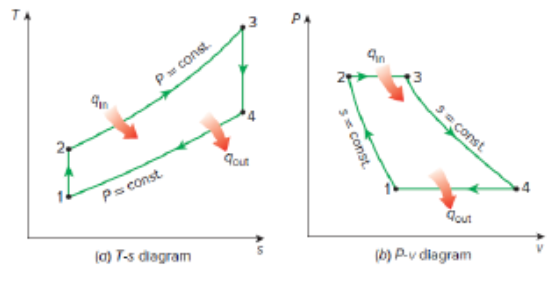 T
3
P = const.
q_in
4
2
q_out
1
P = const.
s
(a) T-s diagram
P
q_in
2
3
s = const.
s = const.
1
4
q_out
v
(b) P-v diagram